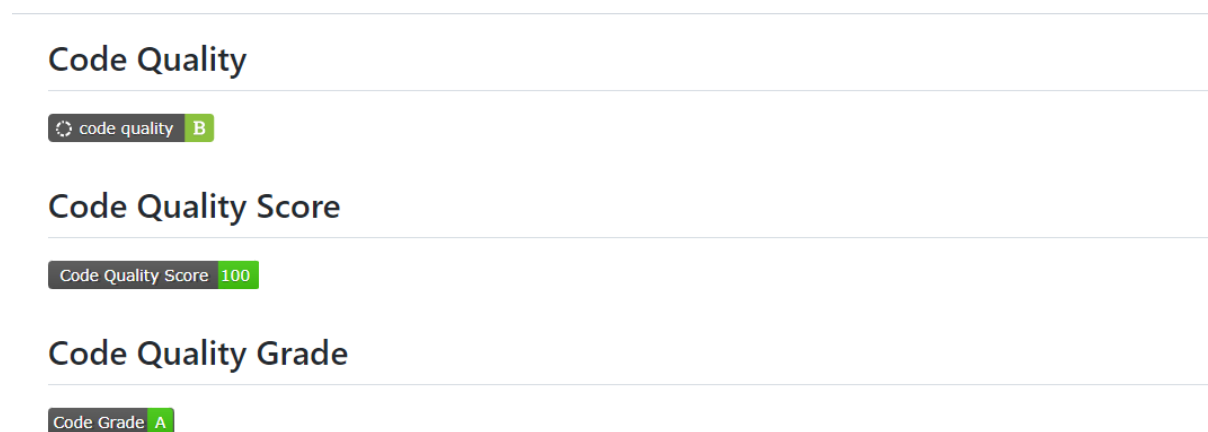 Code Quality
code quality B
Code Quality Score
Code Quality Score 100
Code Quality Grade
Code Grade A